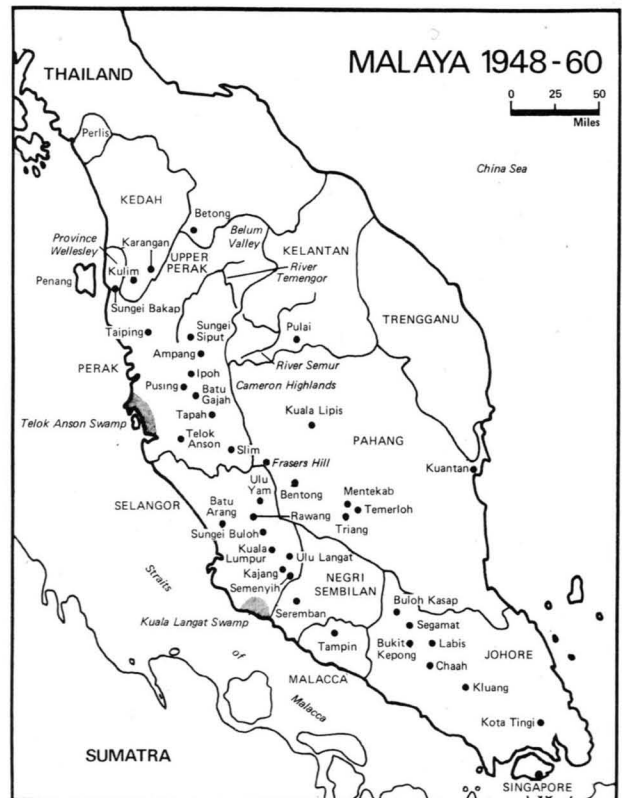 MALAYA 1948-60
0 25 50
Miles
THAILAND
China Sea
Perlis
KEDAH
Betong
Belum
Valley
KELANTAN
Province
Wellesley
Karangan
UPPER
PERAK
River
Temengor
Kulim
Penang
Sungei Bakap
TRENGGANU
Taiping
Sungei
Siput
Pulai
Ampang
River Semur
PERAK
Ipoh
Cameron Highlands
Pusing
Batu
Gajah
Tapah
Kuala Lipis
Telok Anson Swamp
Telok
Anson
PAHANG
Slim
Frasers Hill
Kuantan
Ulu
Yam
Bentong
Mentekab
SELANGOR
Batu
Arang
Rawang
Temerloh
Triang
Sungei Buloh
Kuala
Lumpur
Ulu Langat
Kajang
NEGRI
SEMBILAN
Semenyih
Straits
Buloh Kasap
Seremban
Kuala Langat Swamp
Segamat
Tampin
Bukit
Kepong
Labis
JOHORE
of
Chaah
MALACCA
Kluang
Malacca
Kota Tingi
SUMATRA
SINGAPORE